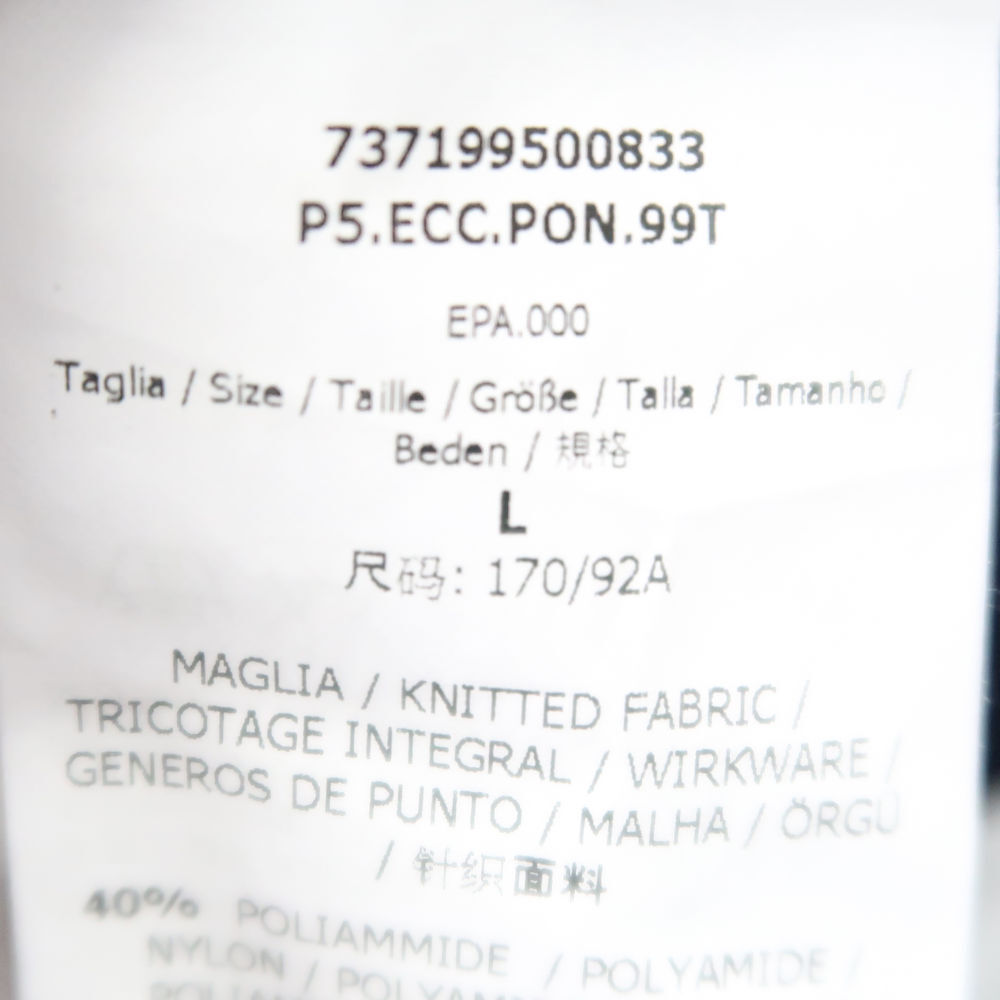 737199500833
P5.ECC.PON.99T
EPA.000
Taglia / Size / Taille / Größe / Talla / Tamanho /
Beden / 規格
L
尺码: 170/92A
MAGLIA / KNITTED FABRIC /
TRICOTAGE INTEGRAL / WIRKWARE /
GENEROS DE PUNTO / MALHA / ÖRGÜ
/ 针织面料
40% POLIAMMIDE / POLYAMIDE /
NYLON / POLYAMIDE